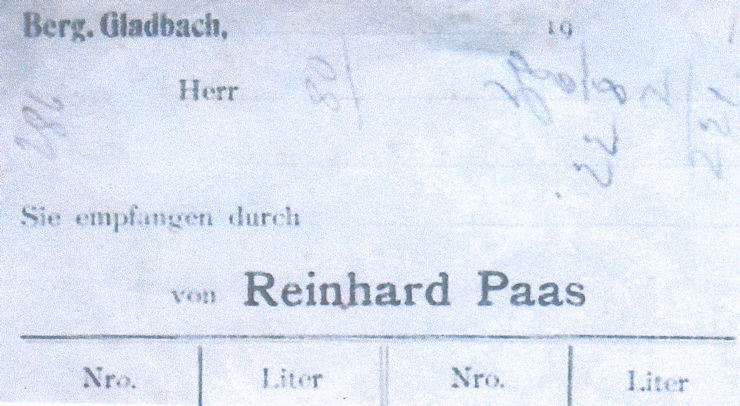 Berg. Gladbach, 19
Herr
Sie empfangen durch
von Reinhard Paas
Nro. Liter Nro. Liter